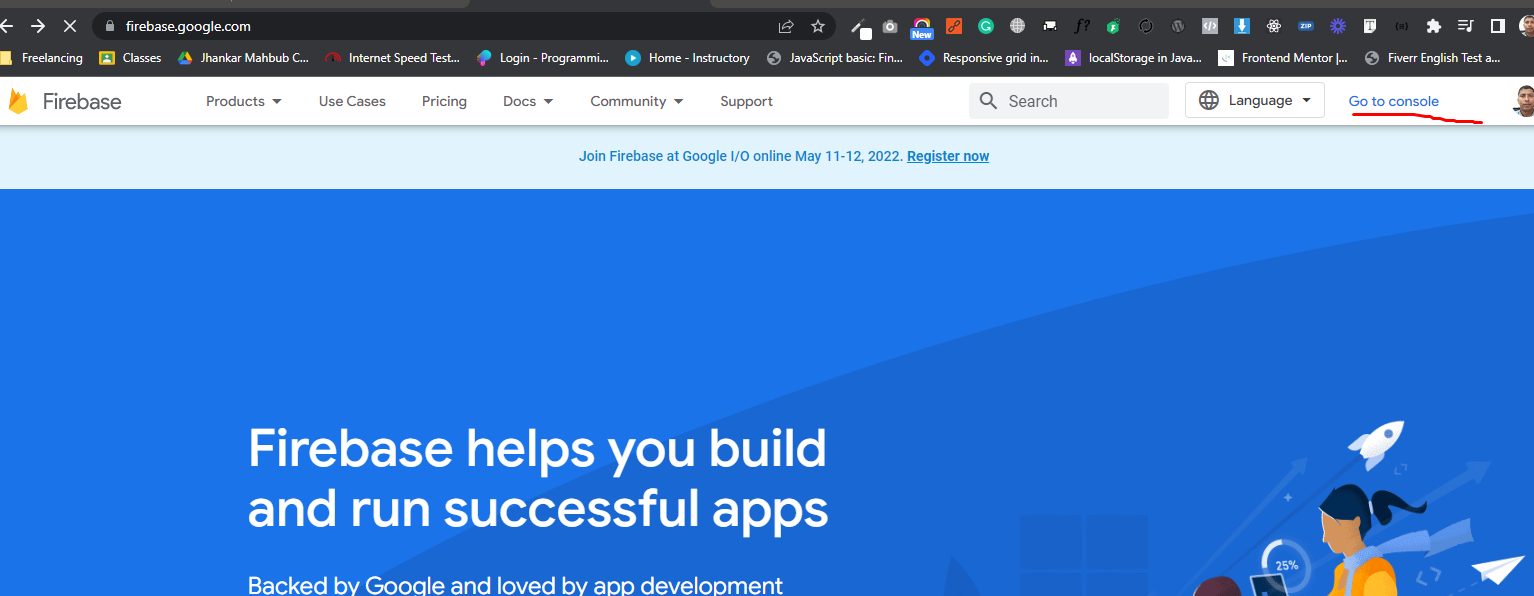 firebase.google.com
New
ZIP
Freelancing
Classes
Jhankar Mahbub C...
Internet Speed Test...
Login - Programmi...
Home - Instructory
JavaScript basic: Fin...
Responsive grid in...
localStorage in Java...
Frontend Mentor |...
Fiverr English Test a...
Firebase
Products
Use Cases
Pricing
Docs
Community
Support
Search
Language
Go to console
Join Firebase at Google I/O online May 11-12, 2022. Register now
Firebase helps you build
and run successful apps
Backed by Google and loved by app development
25%